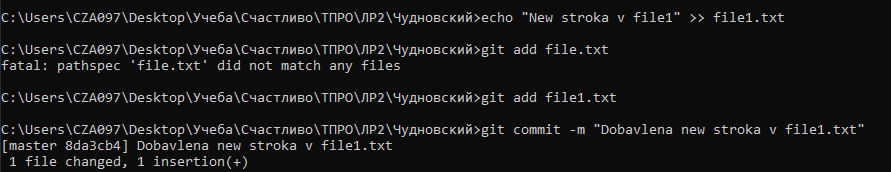 C:\Users\CZA097\Desktop\Учеба\Счастливо\ТПРО\ЛР2\Чудновский>echo "New stroka v file1" >> file1.txt
C:\Users\CZA097\Desktop\Учеба\Счастливо\ТПРО\ЛР2\Чудновский>git add file.txt
fatal: pathspec 'file.txt' did not match any files
C:\Users\CZA097\Desktop\Учеба\Счастливо\ТПРО\ЛР2\Чудновский>git add file1.txt
C:\Users\CZA097\Desktop\Учеба\Счастливо\ТПРО\ЛР2\Чудновский>git commit -m "Dobavlena new stroka v file1.txt"
[master 8da3cb4] Dobavlena new stroka v file1.txt
 1 file changed, 1 insertion(+)